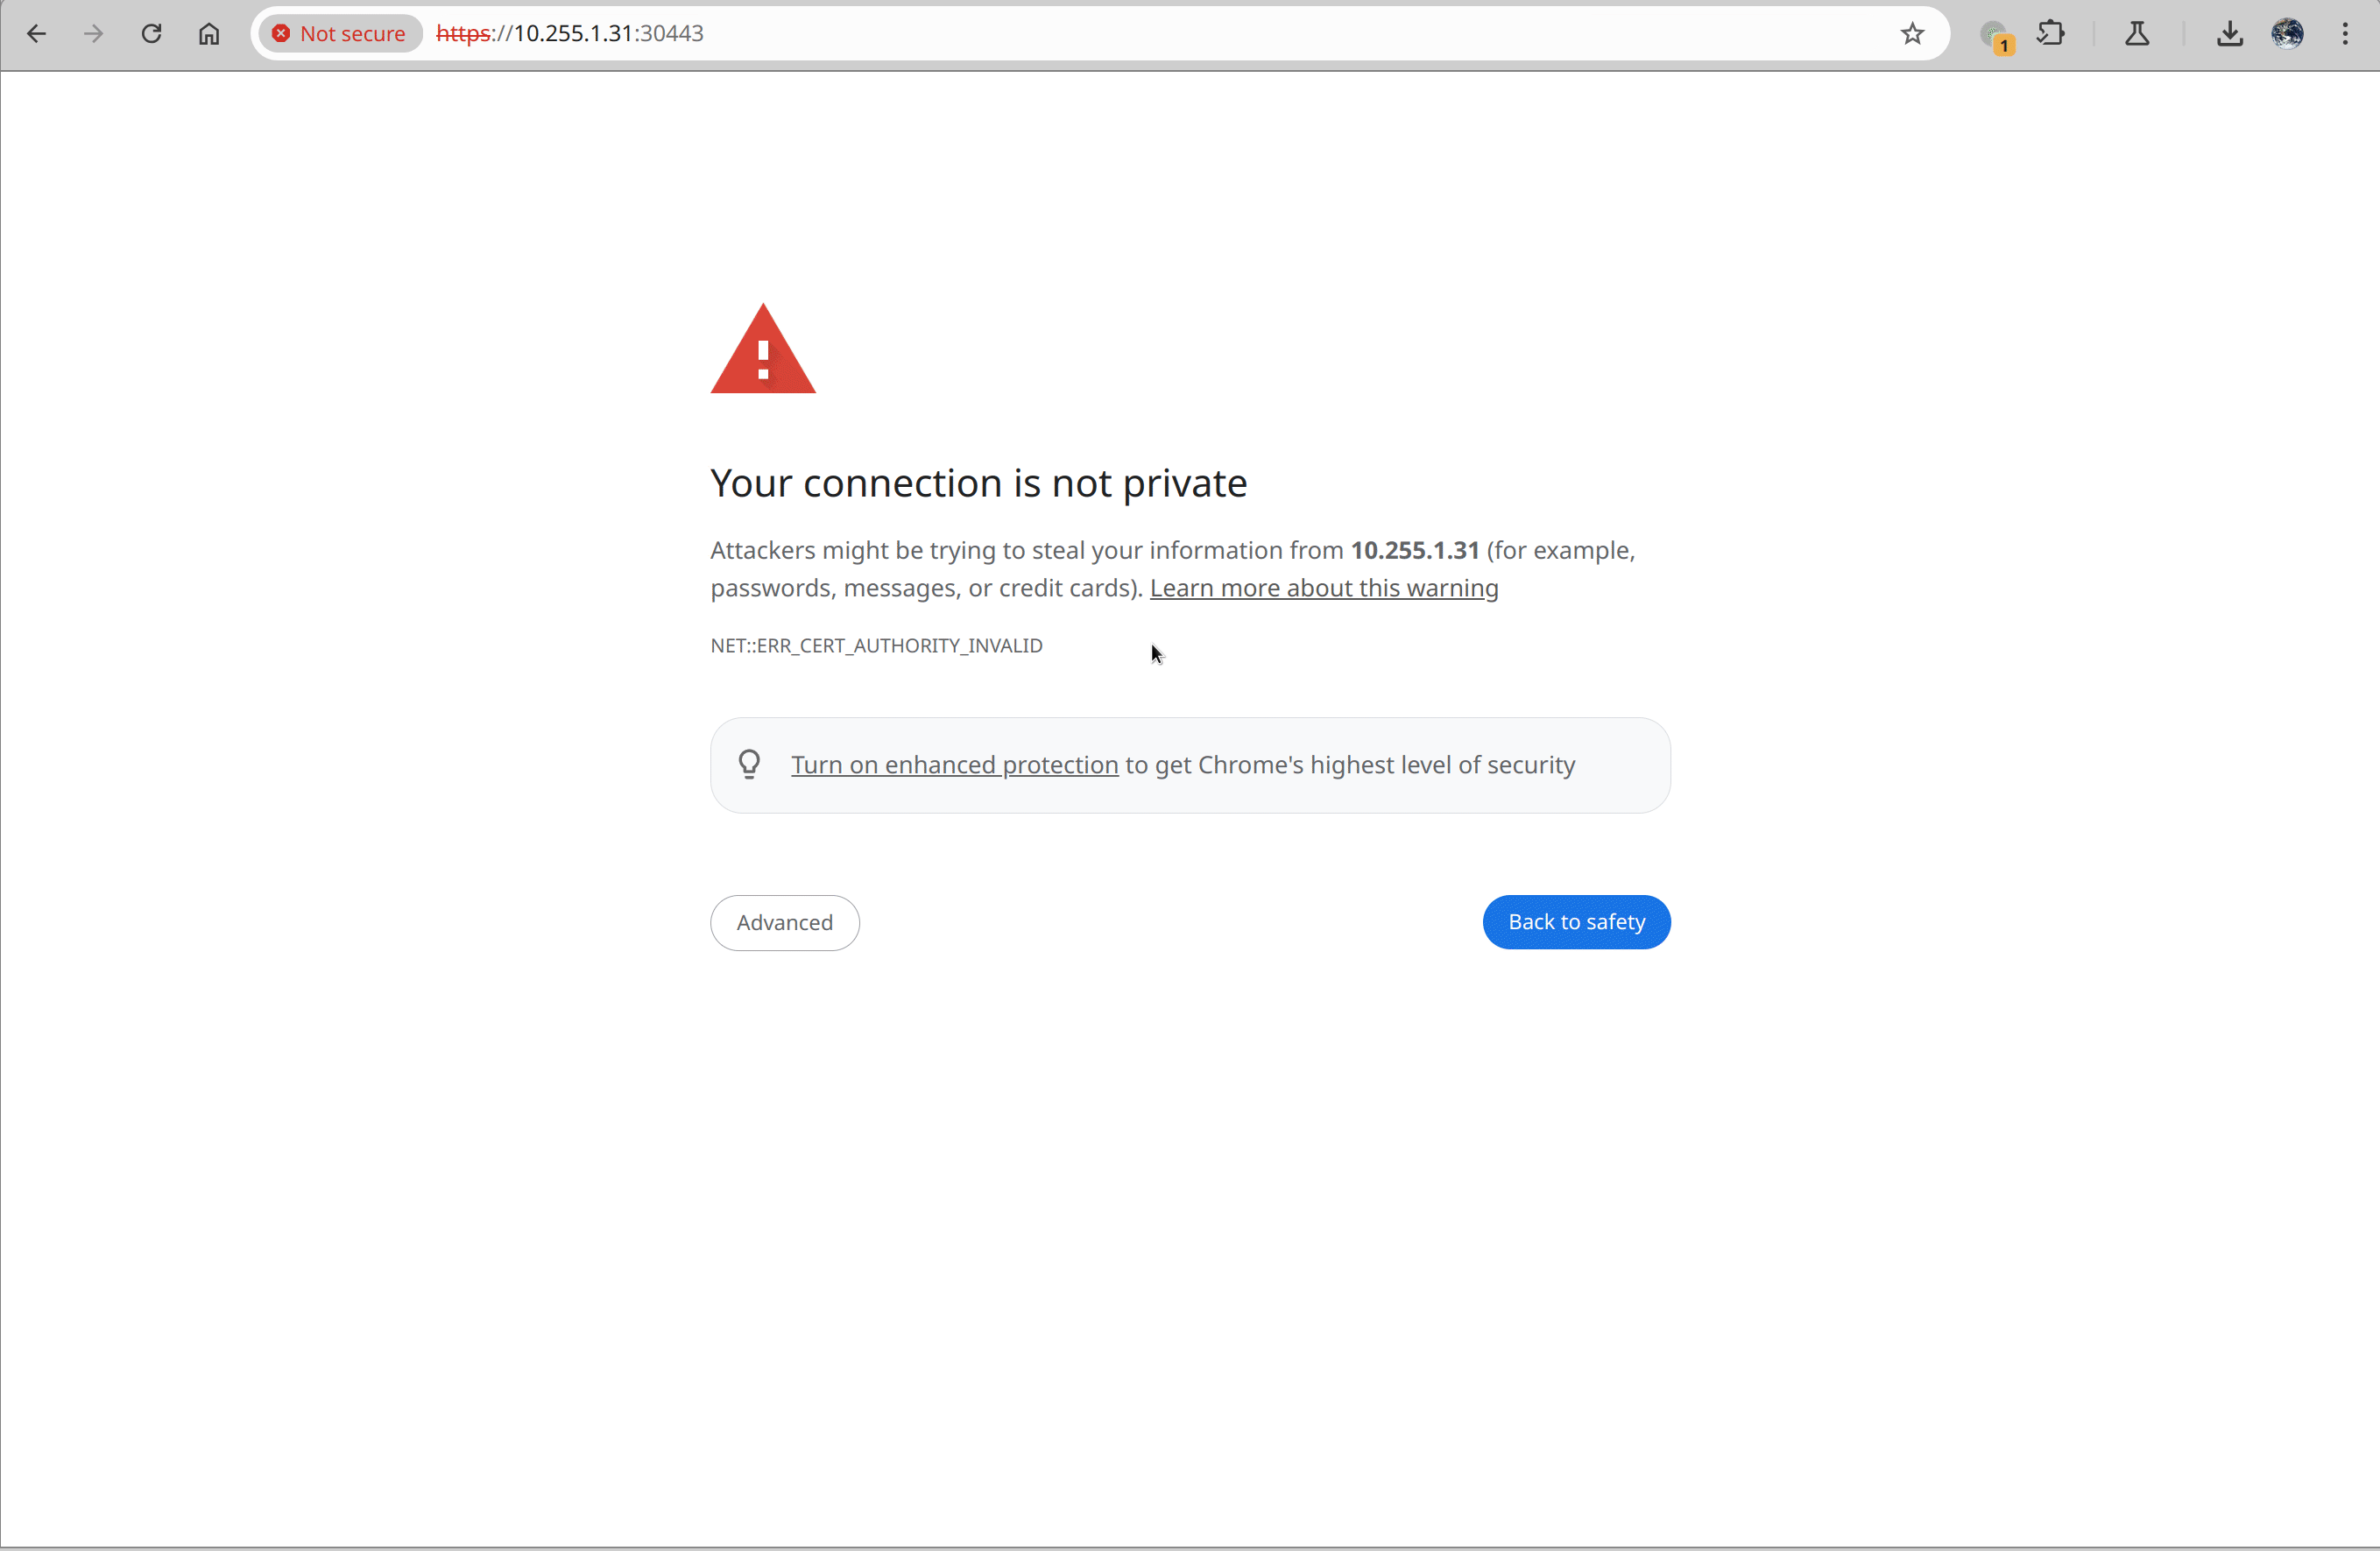 Not secure https://10.255.1.31:30443
1
Your connection is not private
Attackers might be trying to steal your information from 10.255.1.31 (for example,
passwords, messages, or credit cards). Learn more about this warning
NET::ERR_CERT_AUTHORITY_INVALID
Turn on enhanced protection to get Chrome's highest level of security
Advanced
Back to safety